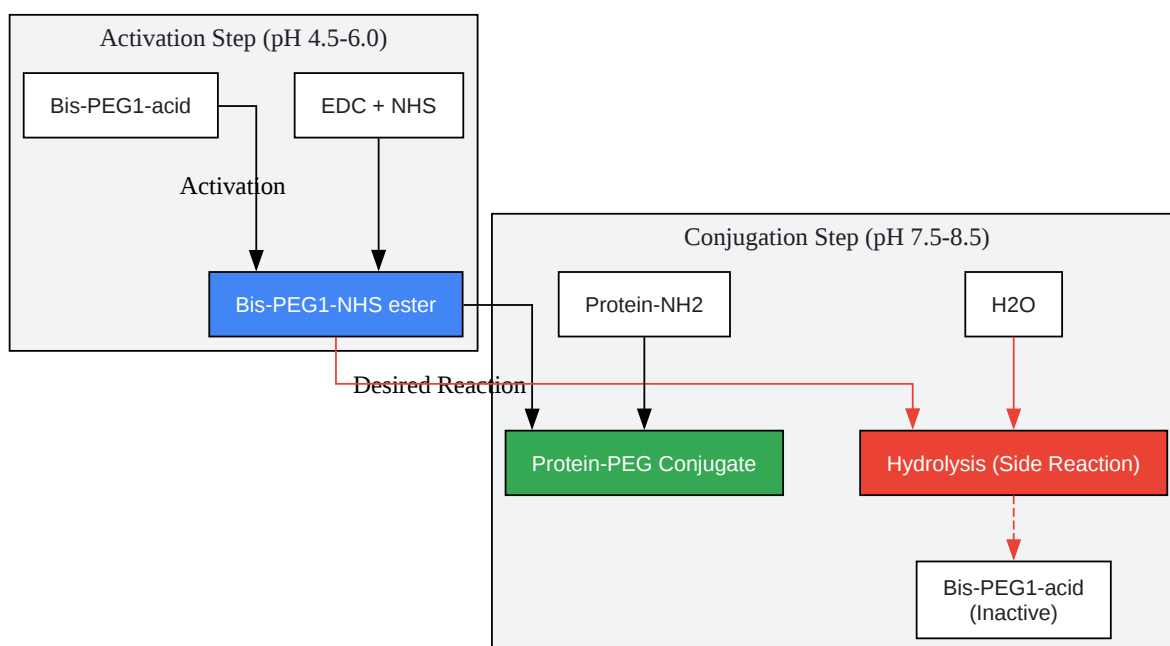 Activation Step (pH 4.5-6.0)
Bis-PEG1-acid
EDC + NHS
Activation
Conjugation Step (pH 7.5-8.5)
Bis-PEG1-NHS ester
Protein-NH2
H2O
Desired Reaction
Protein-PEG Conjugate
Hydrolysis (Side Reaction)
Bis-PEG1-acid
(Inactive)